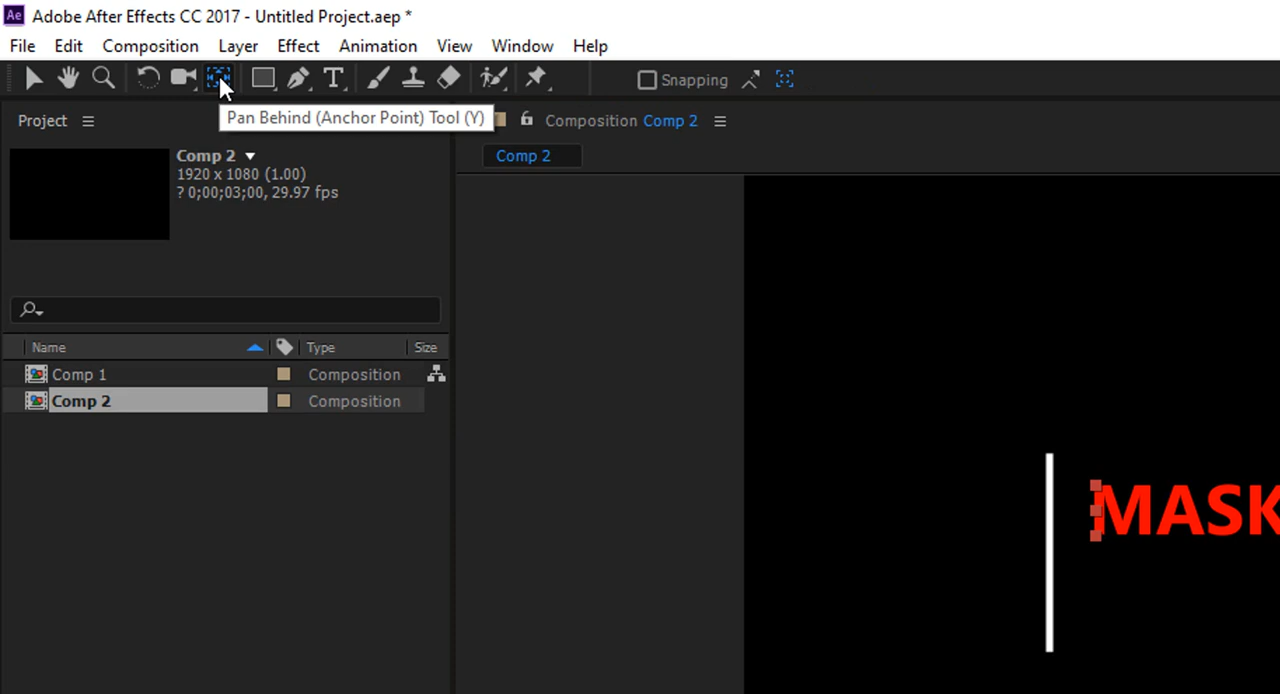 Ae Adobe After Effects CC 2017 - Untitled Project.aep *
File Edit Composition Layer Effect Animation View Window Help
T Snapping
Pan Behind (Anchor Point) Tool (Y)
Project Composition Comp 2
Comp 2
1920 x 1080 (1.00)
? 0;00;03;00, 29.97 fps
Comp 2
Name Type Size
Comp 1 Composition
Comp 2 Composition
MASK